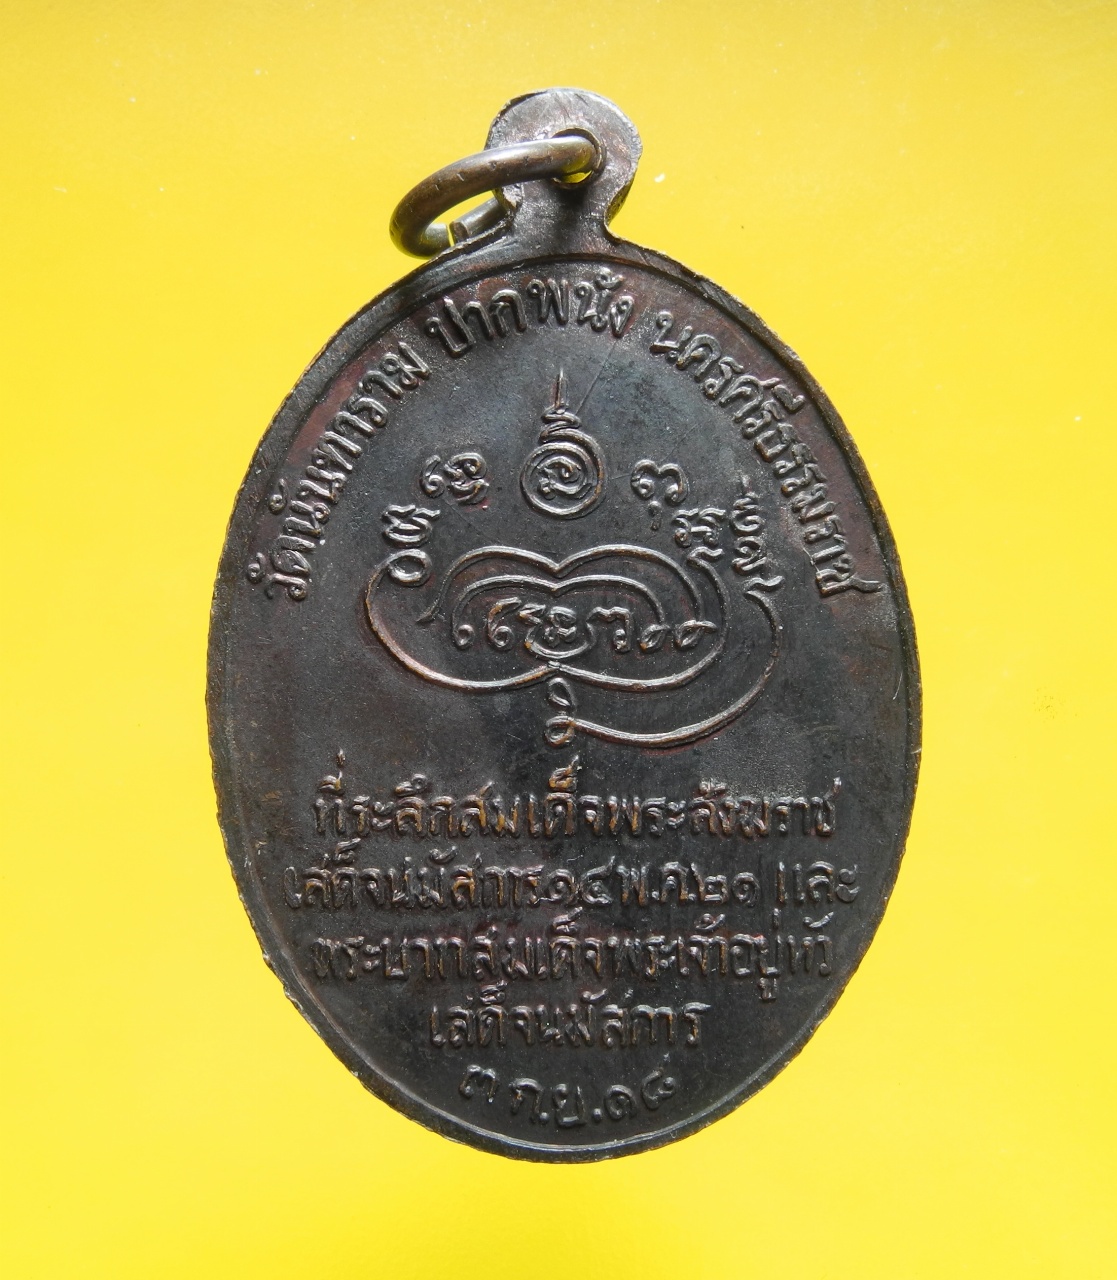 วัดนันทาราม ปากพนัง นครศรีธรรมราช
ที่ระลึกสมเด็จพระสังฆราช
เสด็จนมัสการ๑๔พ.ค.๒๑ และ
พระบาทสมเด็จพระเจ้าอยู่หัว
เสด็จนมัสการ
๓ ก.ย.๑๘